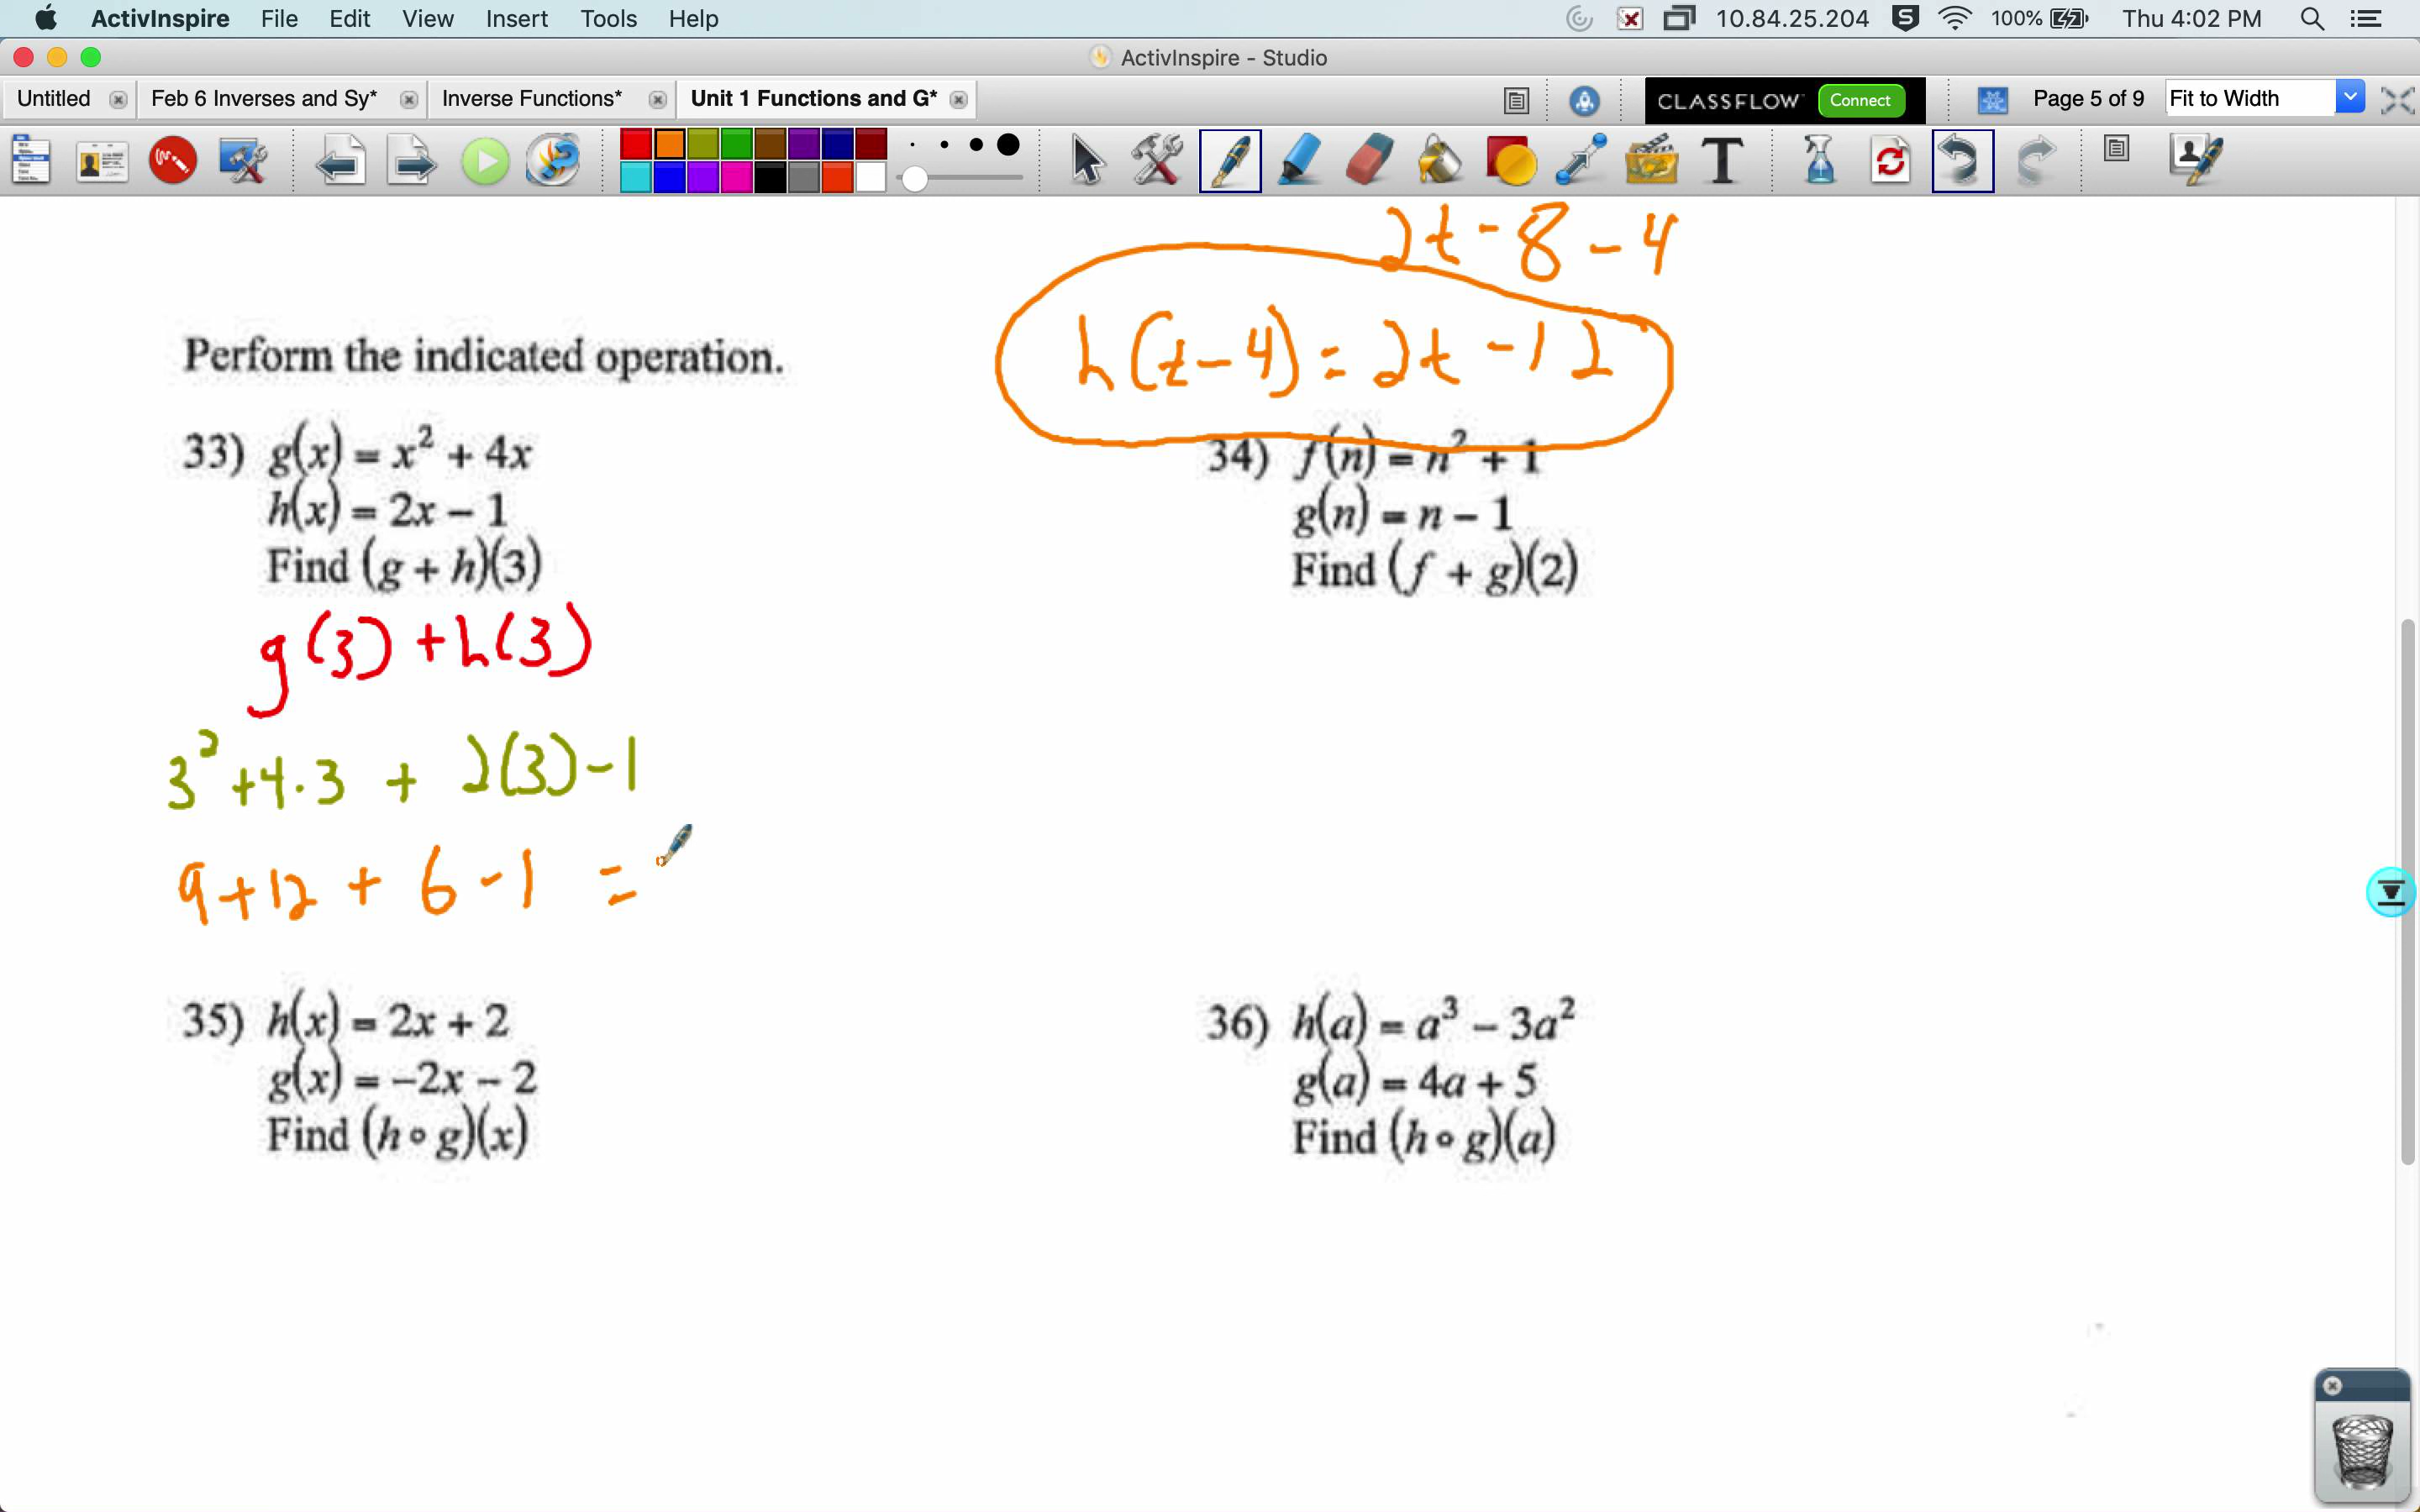 ActivInspire File Edit View Insert Tools Help 10.84.25.204 100% Thu 4:02 PM
ActivInspire - Studio
Untitled Feb 6 Inverses and Sy* Inverse Functions* Unit 1 Functions and G* CLASSFLOW Connect Page 5 of 9 Fit to Width
2t - 8 - 4
h(t-4) = 2t - 12
Perform the indicated operation.
33) g(x) = x² + 4x
h(x) = 2x − 1
Find (g + h)(3)
g(3) + h(3)
3² + 4·3 + 2(3) - 1
9 + 12 + 6 - 1 =
34) f(n) = n² + 1
g(n) = n − 1
Find (f + g)(2)
35) h(x) = 2x + 2
g(x) = −2x − 2
Find (h ∘ g)(x)
36) h(a) = a³ − 3a²
g(a) = 4a + 5
Find (h ∘ g)(a)